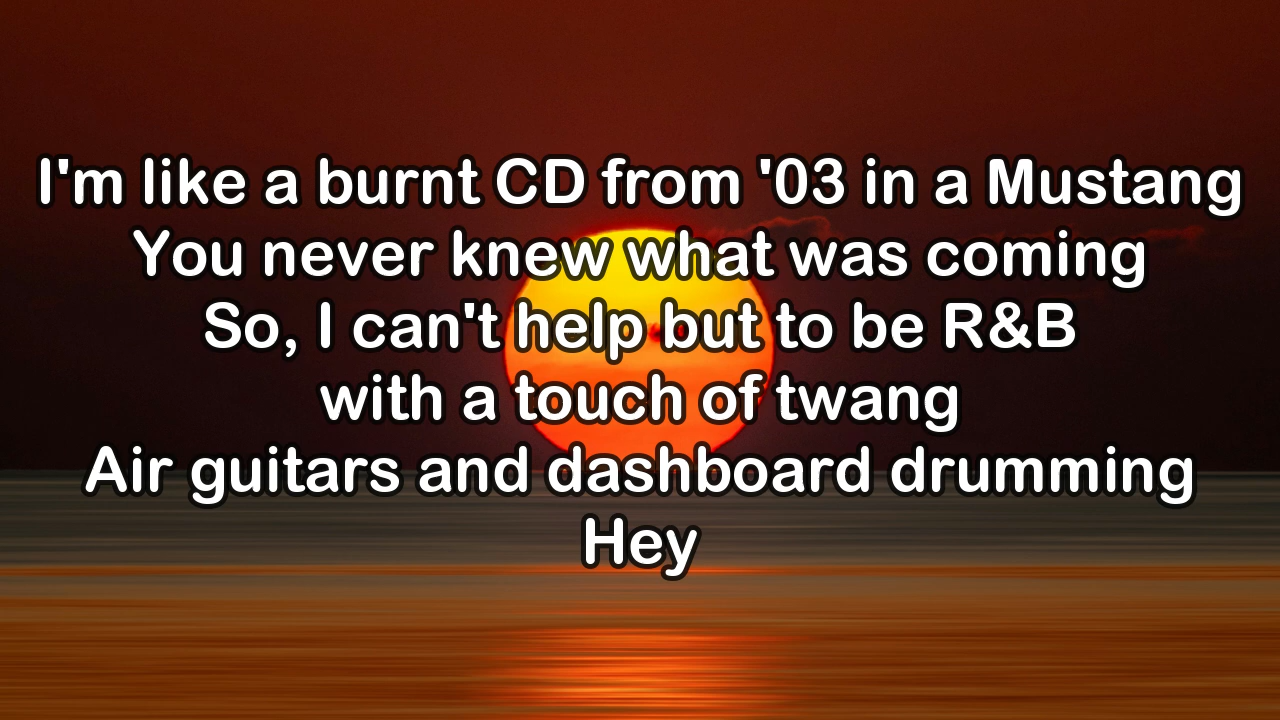 I'm like a burnt CD from '03 in a Mustang
You never knew what was coming
So, I can't help but to be R&B
with a touch of twang
Air guitars and dashboard drumming
Hey